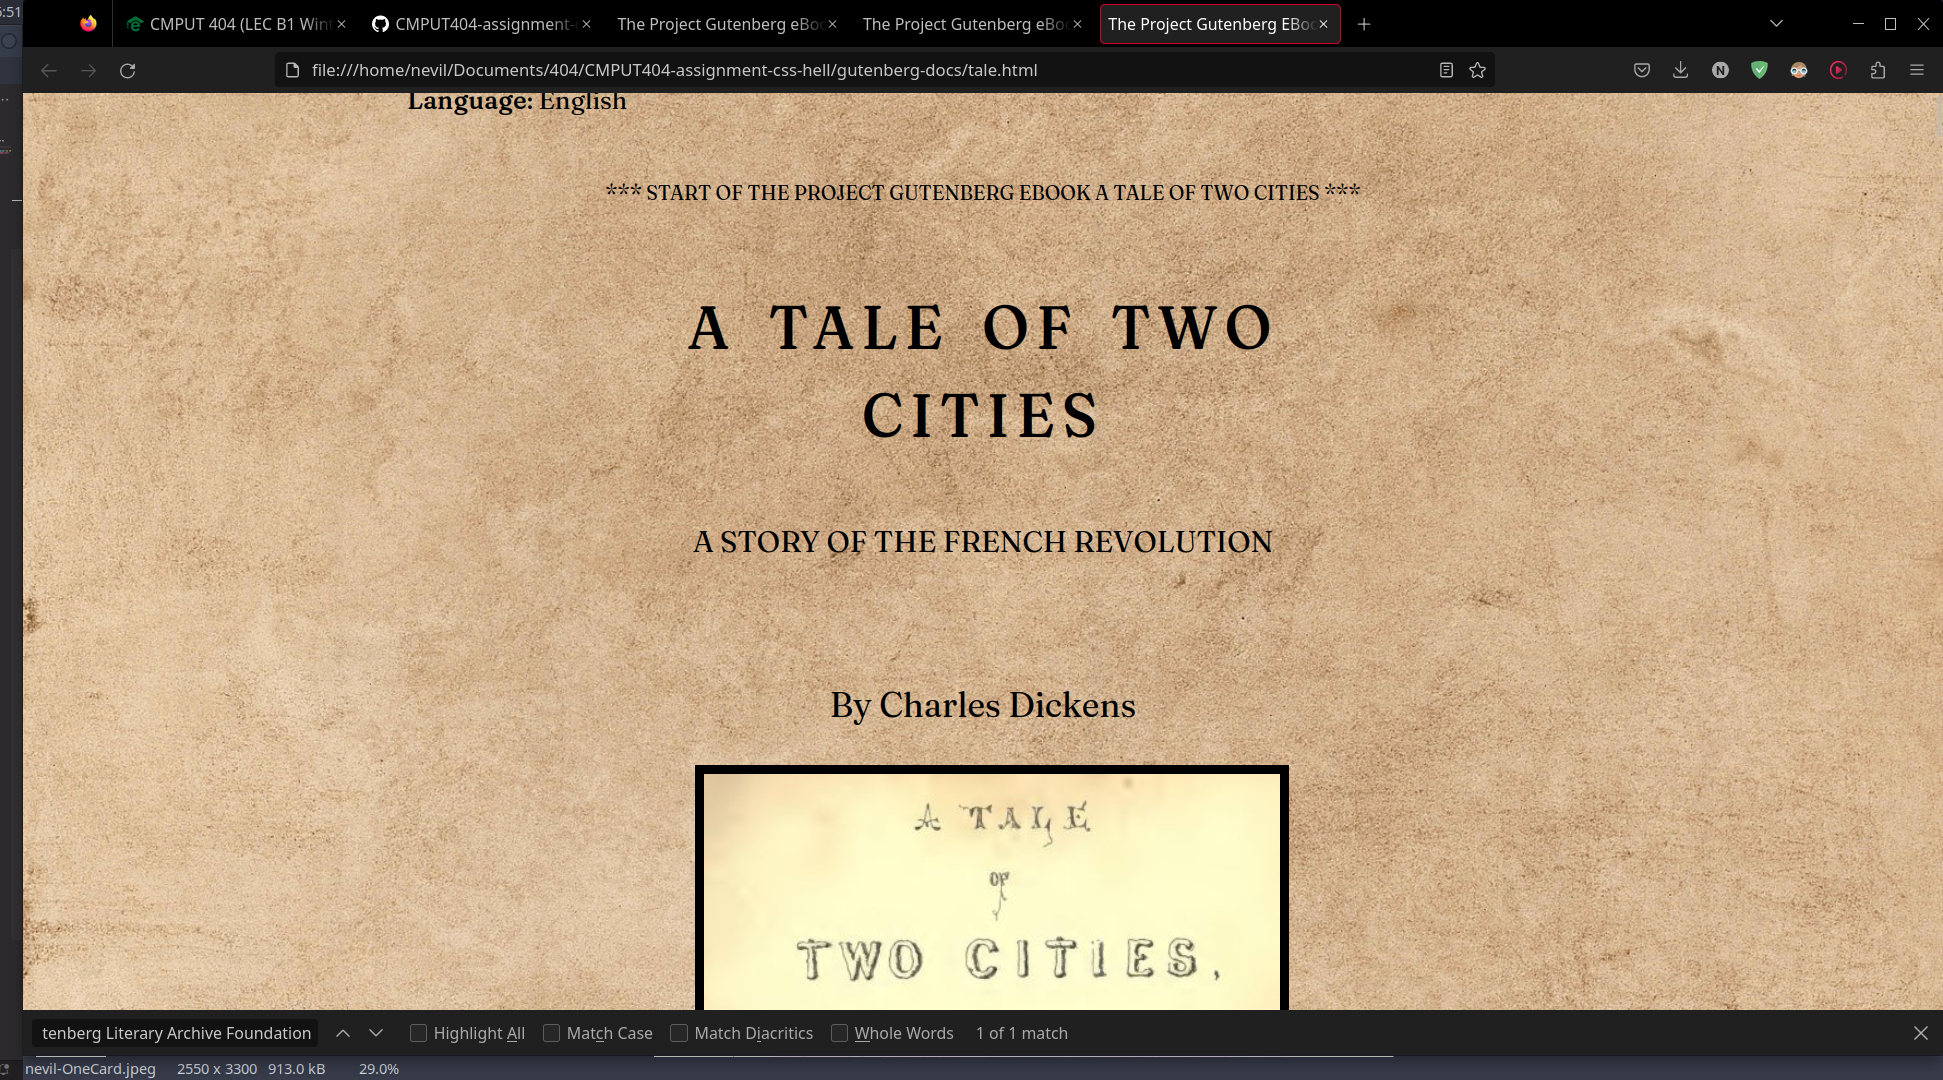 5:51
CMPUT 404 (LEC B1 Wint
CMPUT404-assignment-
The Project Gutenberg eBoo
The Project Gutenberg eBoo
The Project Gutenberg EBoo
file:///home/nevil/Documents/404/CMPUT404-assignment-css-hell/gutenberg-docs/tale.html
Language: English
*** START OF THE PROJECT GUTENBERG EBOOK A TALE OF TWO CITIES ***
A TALE OF TWO
CITIES
A STORY OF THE FRENCH REVOLUTION
By Charles Dickens
A TALE
OF
TWO CITIES,
tenberg Literary Archive Foundation
Highlight All
Match Case
Match Diacritics
Whole Words
1 of 1 match
nevil-OneCard.jpeg 2550 x 3300 913.0 kB 29.0%